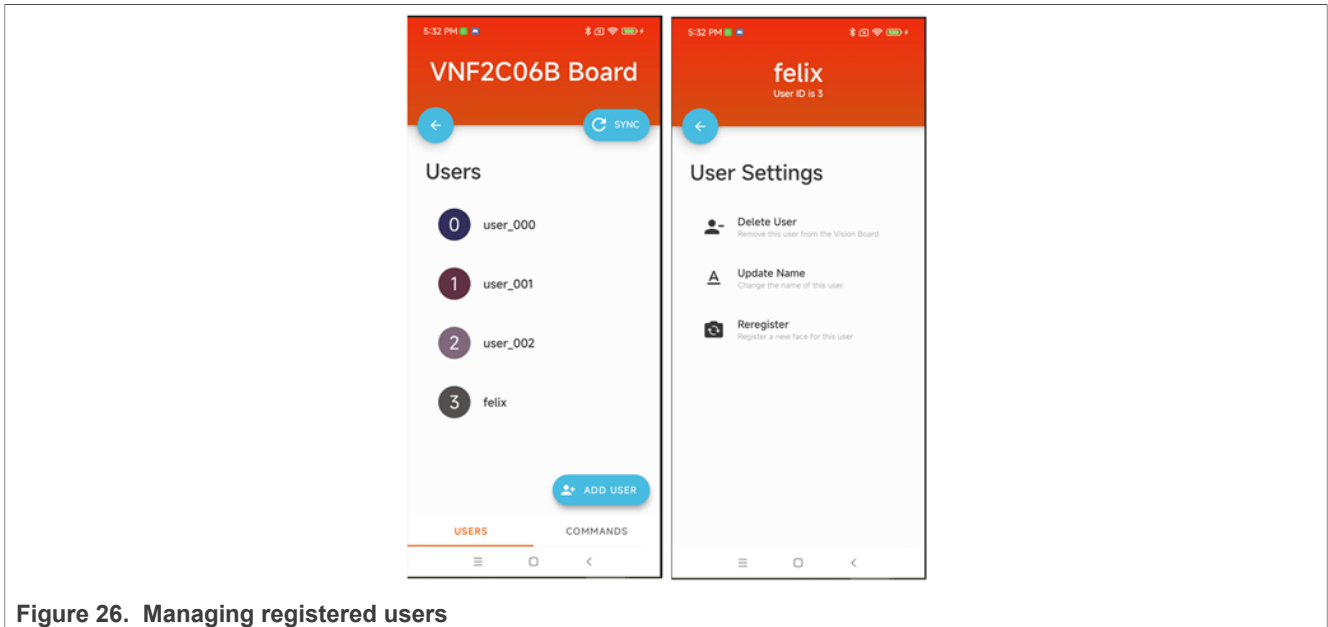 5:32 PM
VNF2C06B Board
SYNC
Users
0 user_000
1 user_001
2 user_002
3 felix
ADD USER
USERS COMMANDS
5:32 PM
felix
User ID is 3
User Settings
Delete User
Remove this user from the Vision Board
Update Name
Change the name of this user
Reregister
Register a new face for this user
Figure 26. Managing registered users